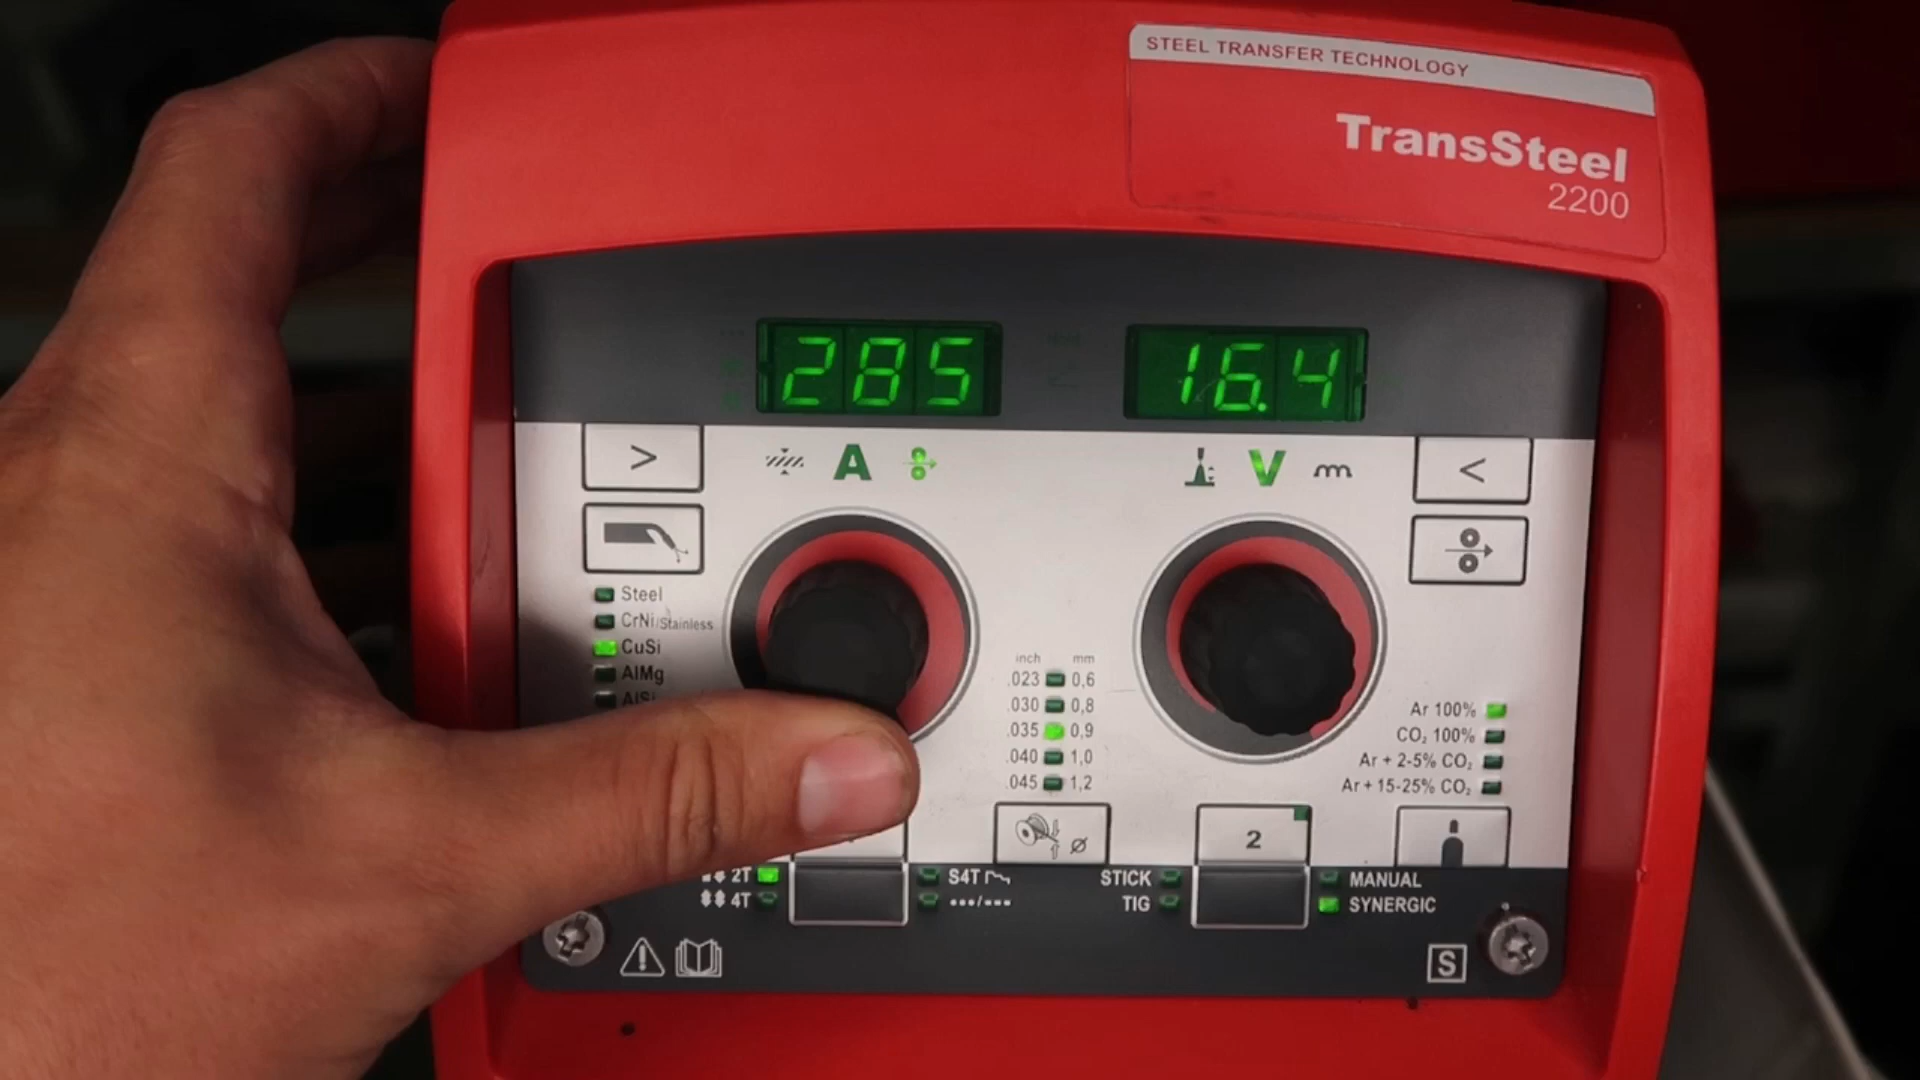 STEEL TRANSFER TECHNOLOGY
TransSteel
2200
285
16.4
>
A
V
<
Steel
CrNi/Stainless
CuSi
AlMg
AlSi
inch mm
.023 0,6
.030 0,8
.035 0,9
.040 1,0
.045 1,2
Ar 100%
CO₂ 100%
Ar + 2-5% CO₂
Ar + 15-25% CO₂
Ø
2
2T
4T
S4T
STICK
TIG
MANUAL
SYNERGIC
S